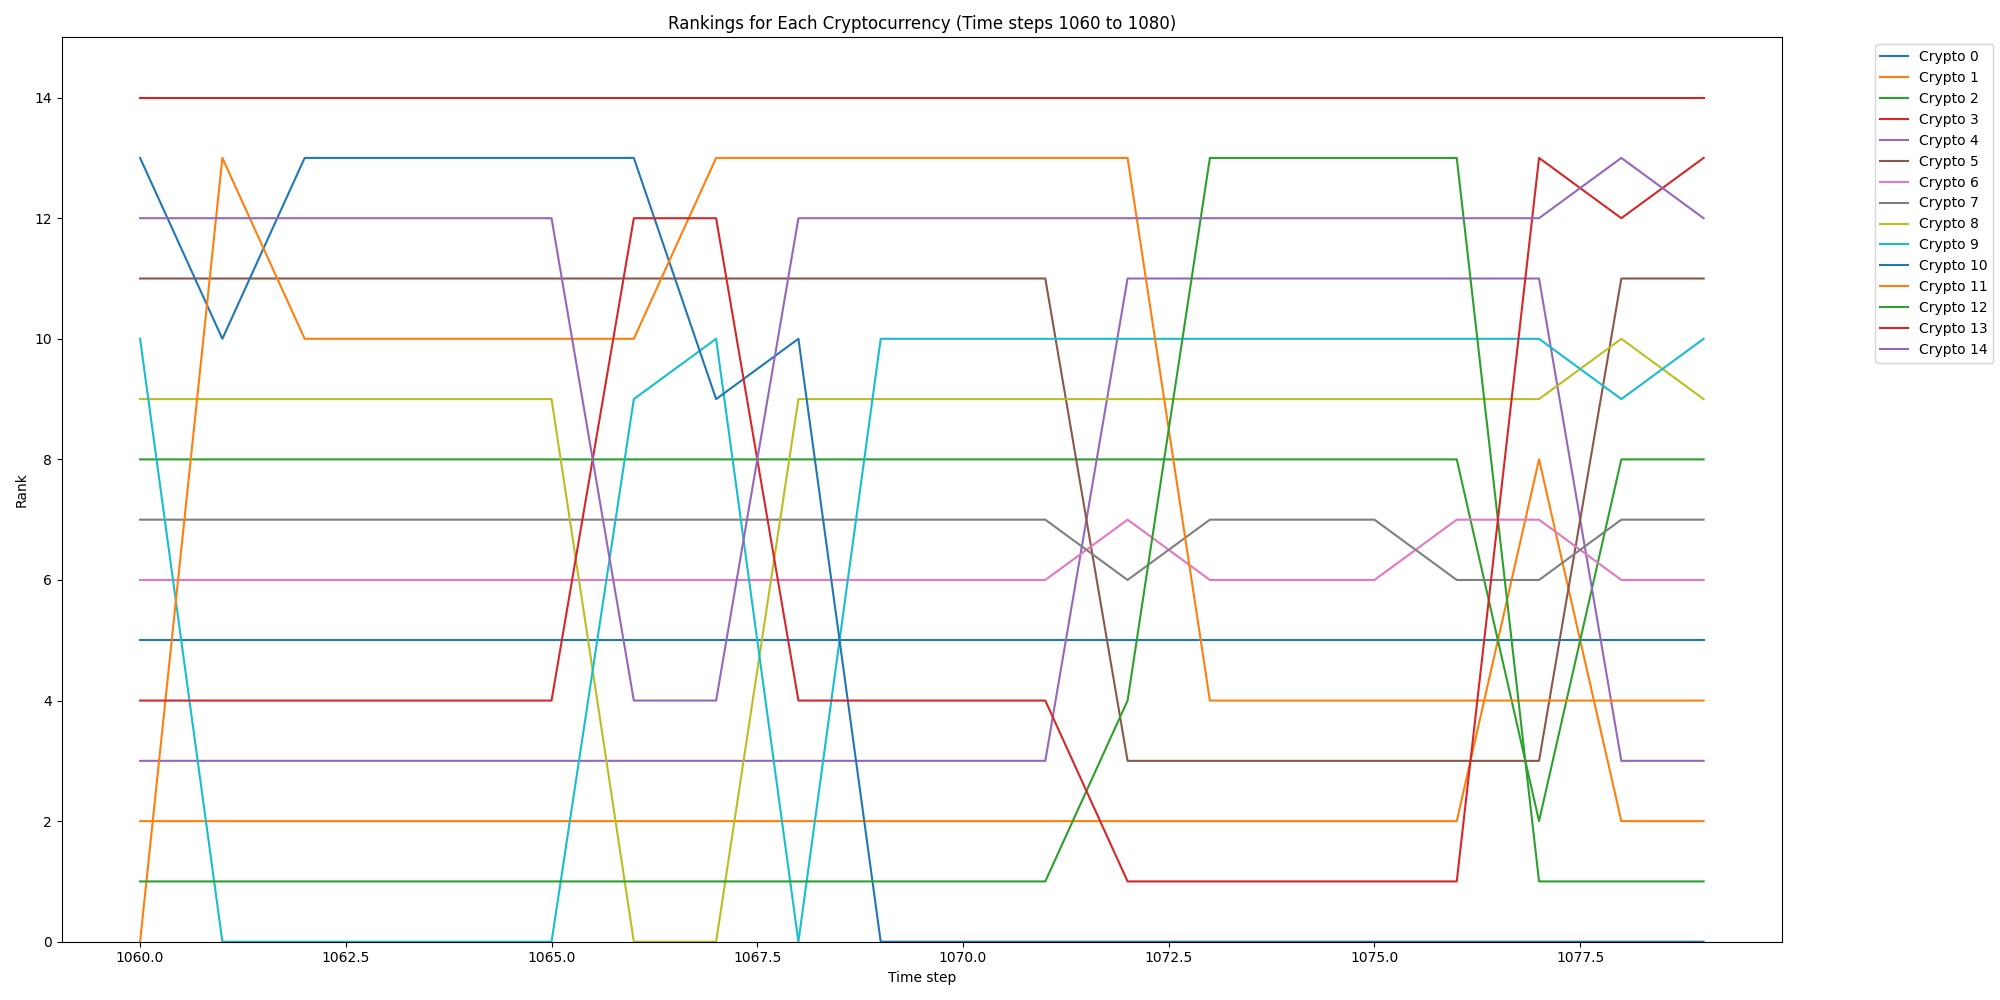 Rankings for Each Cryptocurrency (Time steps 1060 to 1080)
Rank
14
12
10
8
6
4
2
0
1060.0 1062.5 1065.0 1067.5 1070.0 1072.5 1075.0 1077.5
Time step
Crypto 0
Crypto 1
Crypto 2
Crypto 3
Crypto 4
Crypto 5
Crypto 6
Crypto 7
Crypto 8
Crypto 9
Crypto 10
Crypto 11
Crypto 12
Crypto 13
Crypto 14